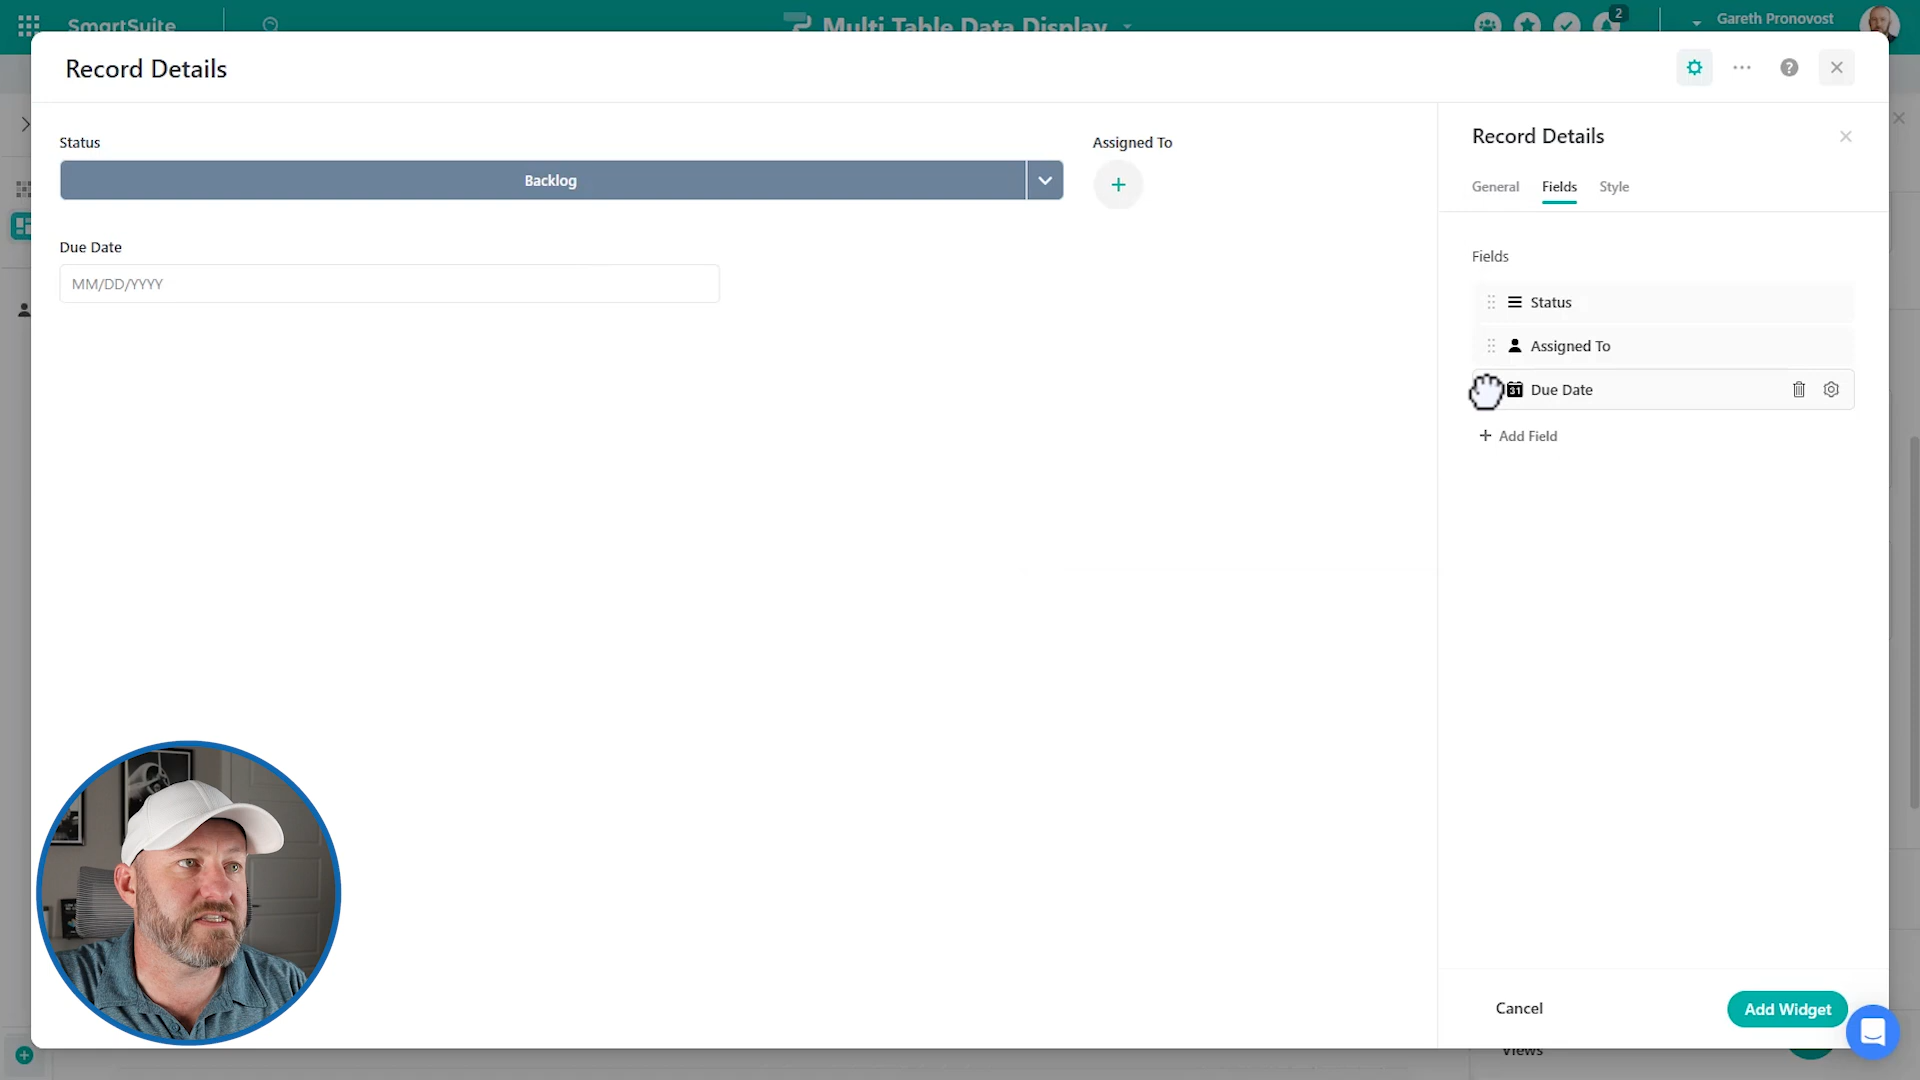 SmartSuite
Multi Table Data Display
2
Gareth Pronovost
Record Details
Status
Backlog
Assigned To
Due Date
MM/DD/YYYY
Record Details
General
Fields
Style
Fields
Status
Assigned To
31
Due Date
Add Field
Cancel
Add Widget
Views